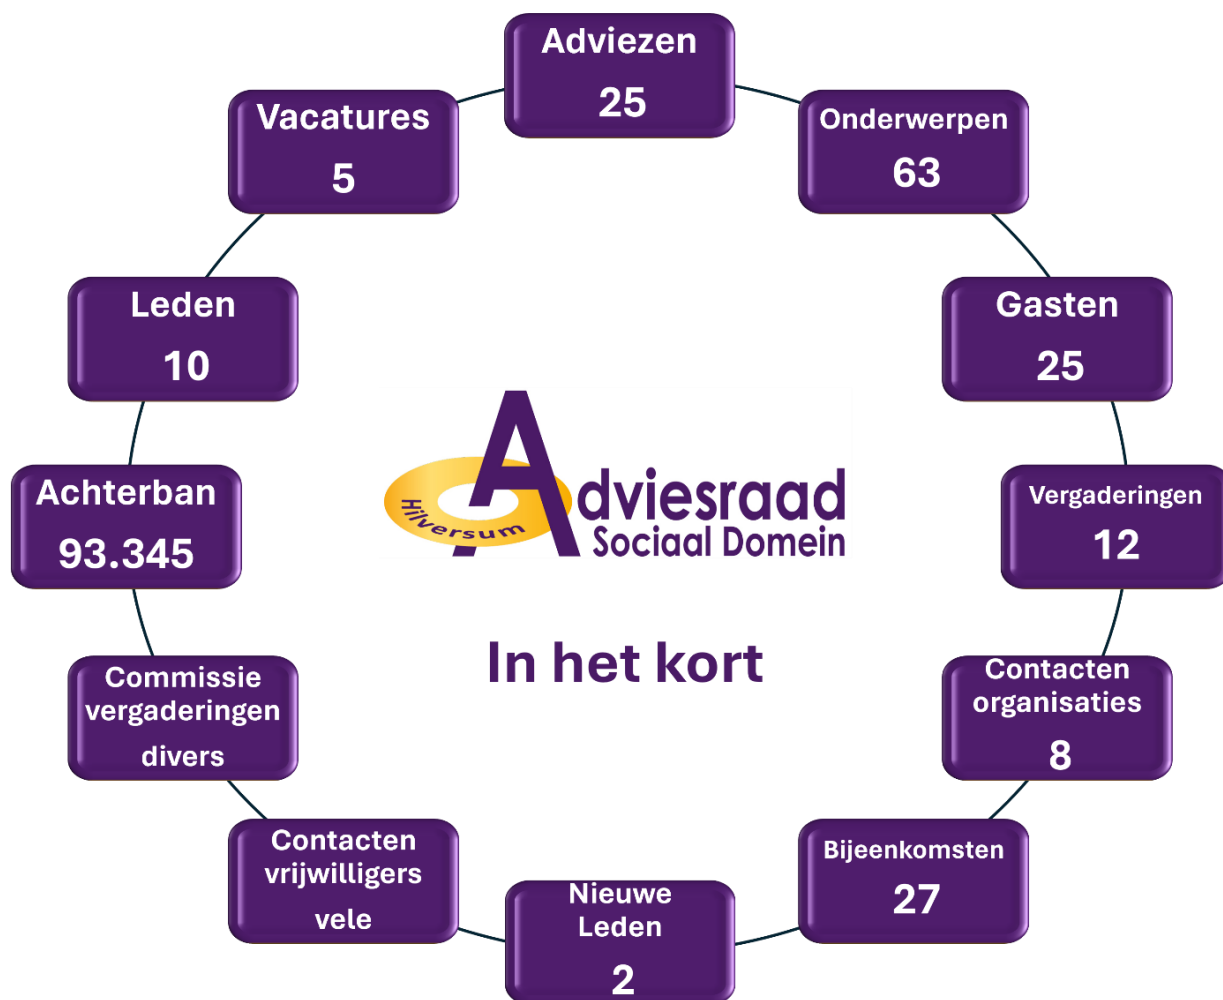 Adviezen
25
Onderwerpen
63
Gasten
25
Vergaderingen
12
Contacten
organisaties
8
Bijeenkomsten
27
Nieuwe
Leden
2
Contacten
vrijwilligers
vele
Commissie
vergaderingen
divers
Achterban
93.345
Leden
10
Vacatures
5
Adviesraad
Hilversum
Sociaal Domein
In het kort